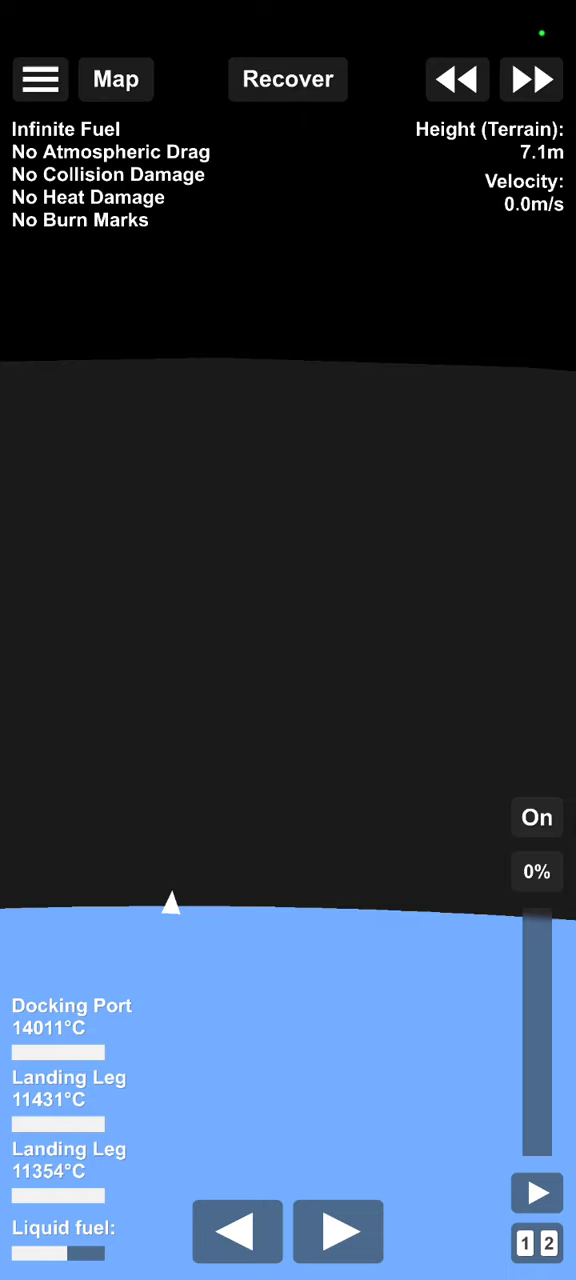 Map
Recover
Infinite Fuel
No Atmospheric Drag
No Collision Damage
No Heat Damage
No Burn Marks
Height (Terrain):
7.1m
Velocity:
0.0m/s
On
0%
Docking Port
14011°C
Landing Leg
11431°C
Landing Leg
11354°C
Liquid fuel:
1 2